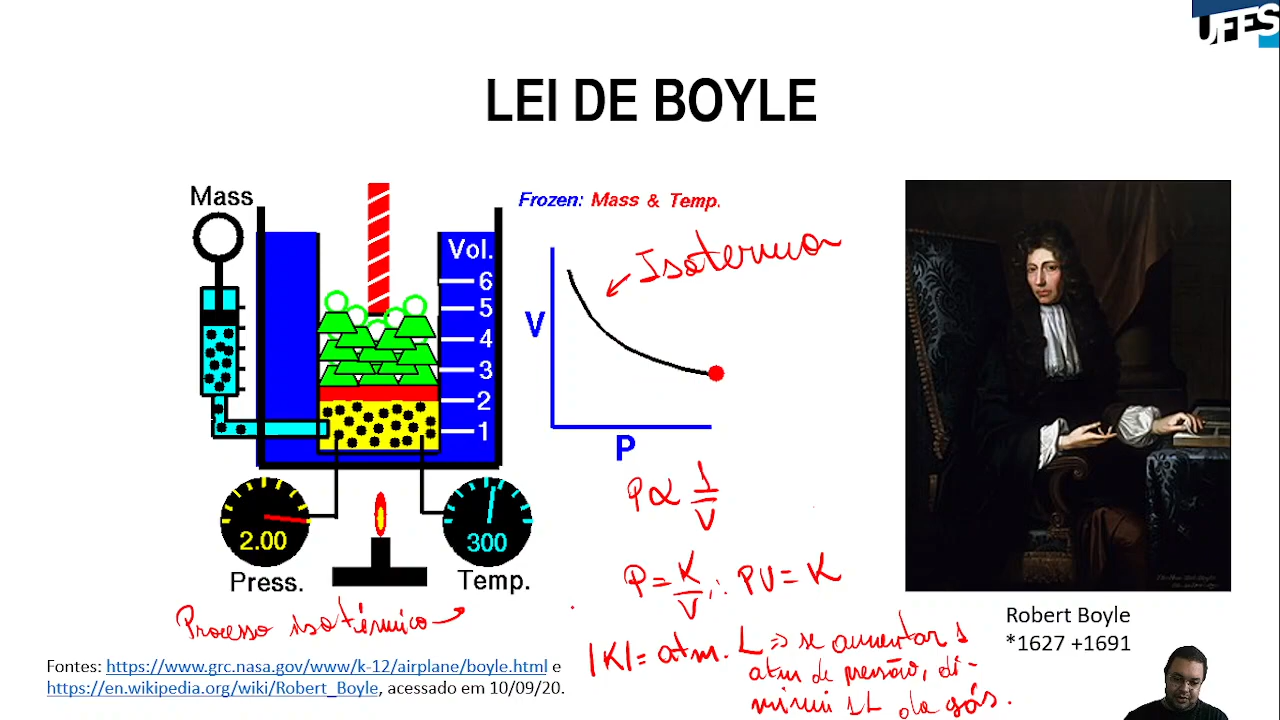 UFES
LEI DE BOYLE
Mass
Frozen: Mass & Temp.
Isoterma
Vol.
6
5
4
3
2
1
V
P
P ∝ 1/V
P = K/V ∴ PV = K
2.00
300
Press.
Temp.
Processo isotérmico
|K| = atm. L => se aumentar 1
atm de pressão, di-
minui 1L do gás.
Robert Boyle
*1627 +1691
Fontes: https://www.grc.nasa.gov/www/k-12/airplane/boyle.html e
https://en.wikipedia.org/wiki/Robert_Boyle, acessado em 10/09/20.